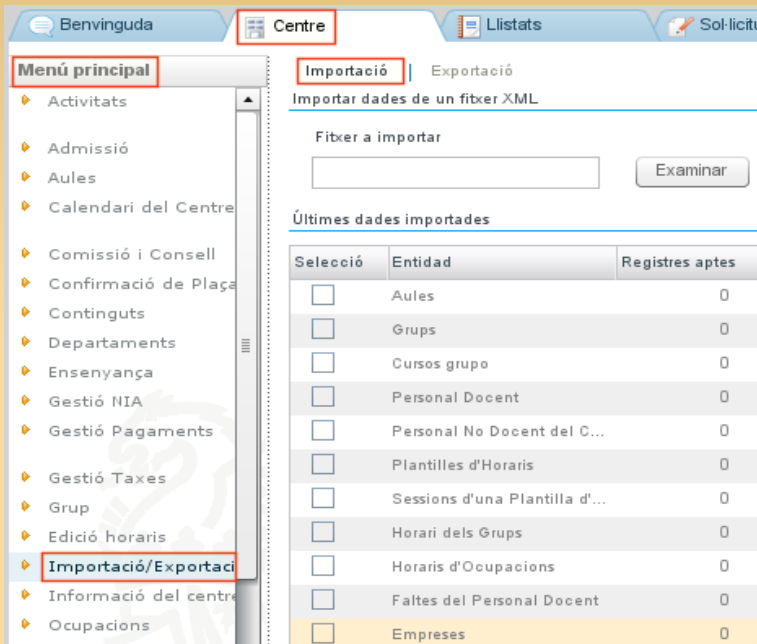 Benvinguda
Centre
Llistats
Sol·licitu
Menú principal
Activitats
Admissió
Aules
Calendari del Centre
Comissió i Consell
Confirmació de Plaça
Continguts
Departaments
Ensenyança
Gestió NIA
Gestió Pagaments
Gestió Taxes
Grup
Edició horaris
Importació/Exportaci
Informació del centre
Ocupacions
Importació | Exportació
Importar dades de un fitxer XML
Fitxer a importar
Examinar
Últimes dades importades
Selecció Entidad Registres aptes
Aules 0
Grups 0
Cursos grupo 0
Personal Docent 0
Personal No Docent del C... 0
Plantilles d'Horaris 0
Sessions d'una Plantilla d'... 0
Horari dels Grups 0
Horaris d'Ocupacions 0
Faltes del Personal Docent 0
Empreses 0